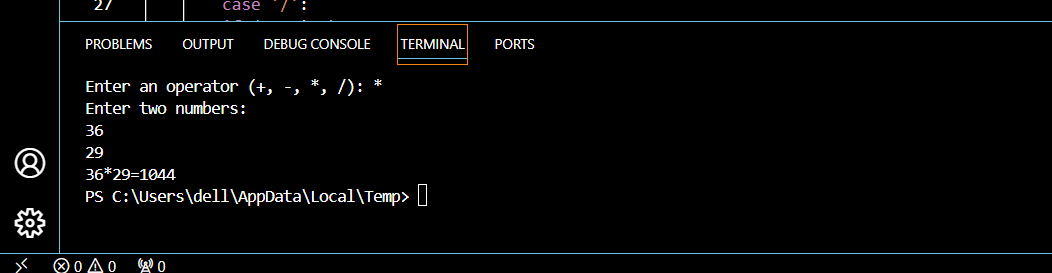 27 case '/':
PROBLEMS OUTPUT DEBUG CONSOLE TERMINAL PORTS
Enter an operator (+, -, *, /): *
Enter two numbers:
36
29
36*29=1044
PS C:\Users\dell\AppData\Local\Temp>
0 0 0